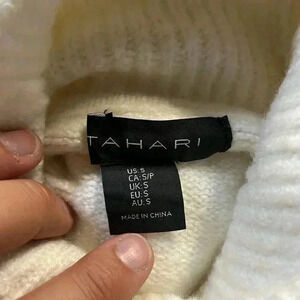 TAHARI
US:S
CA:S/P
UK:S
EU:S
AU:S
MADE IN CHINA